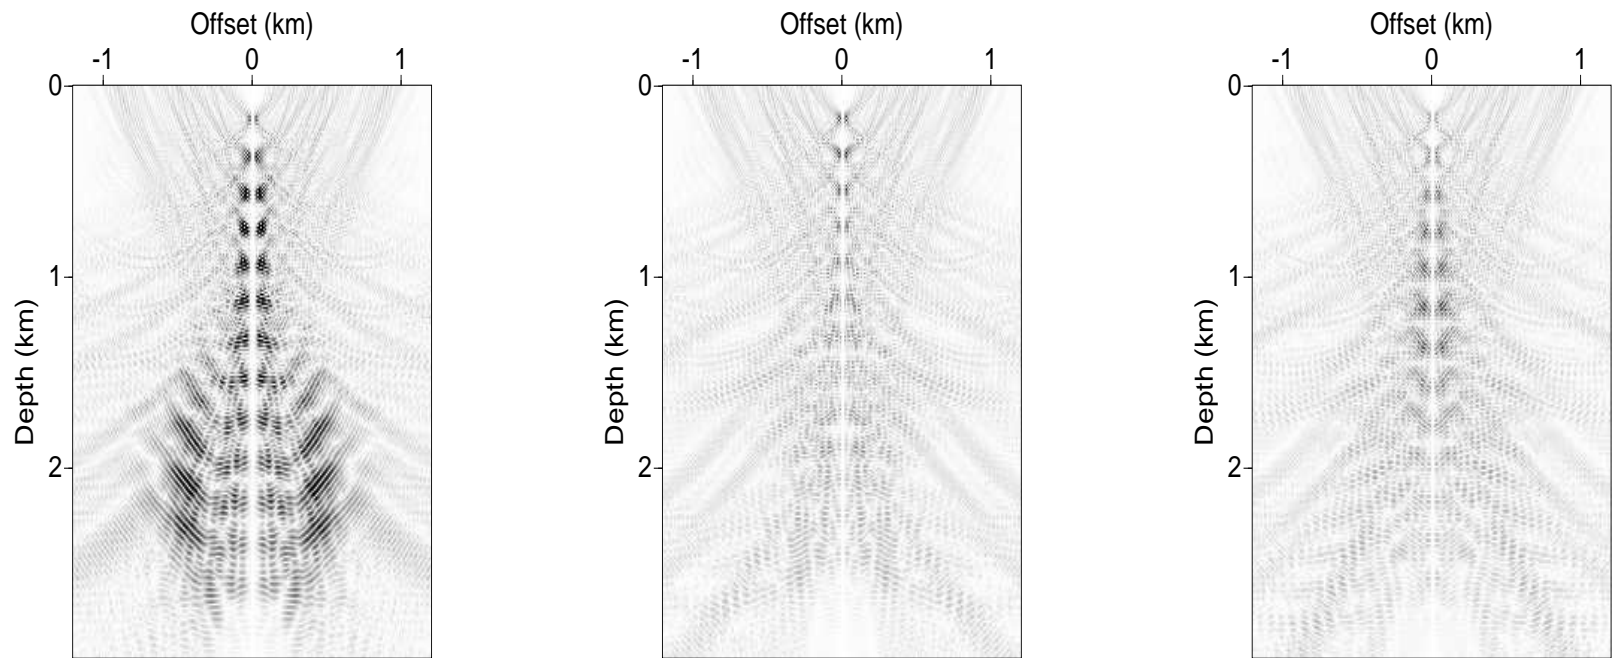 Offset (km) Offset (km) Offset (km)
-1 0 1 -1 0 1 -1 0 1
0 0 0
1 1 1
Depth (km) Depth (km) Depth (km)
2 2 2